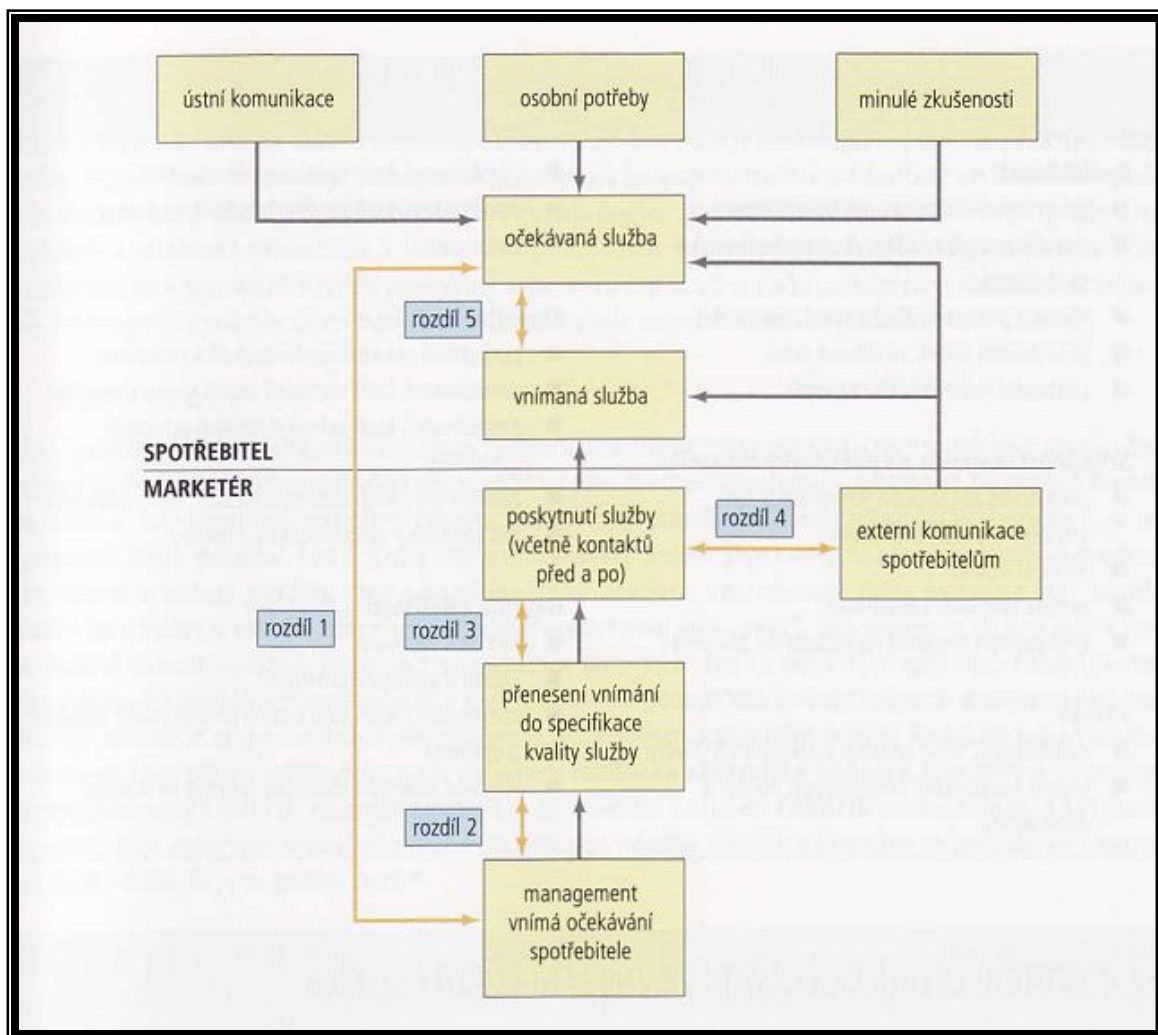 ústní komunikace
osobní potřeby
minulé zkušenosti
očekávaná služba
rozdíl 5
vnímaná služba
SPOTŘEBITEL
MARKETÉR
poskytnutí služby
(včetně kontaktů
před a po)
rozdíl 4
externí komunikace
spotřebitelům
rozdíl 1
rozdíl 3
přenesení vnímání
do specifikace
kvality služby
rozdíl 2
management
vnímá očekávání
spotřebitele